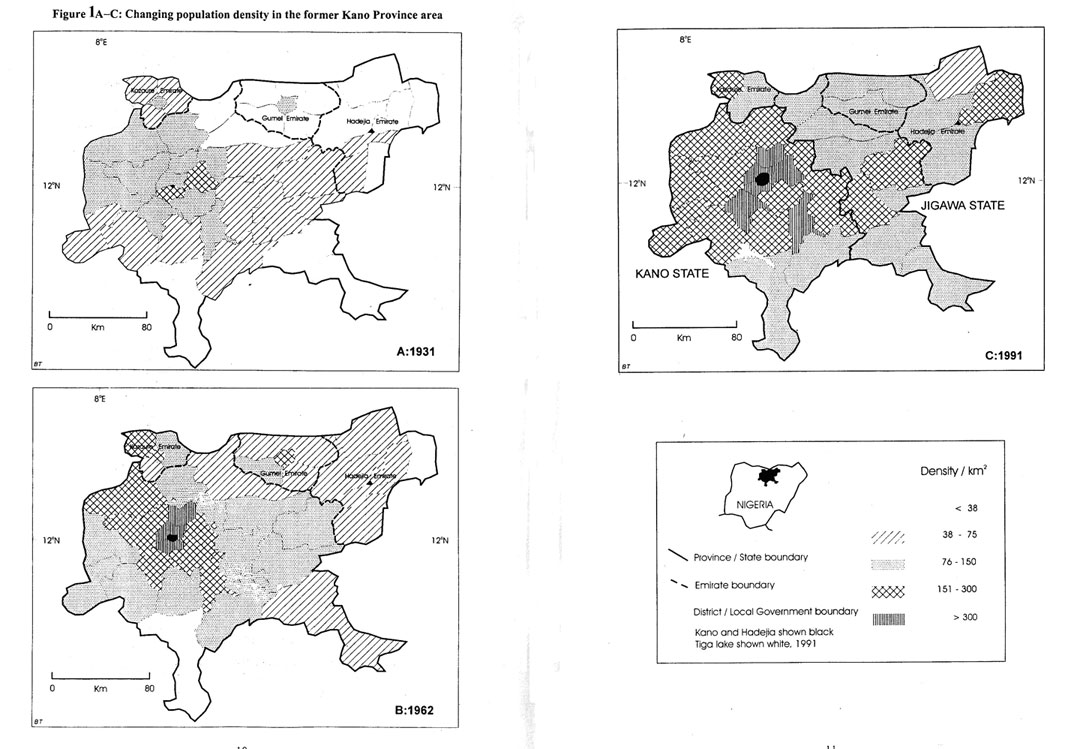 Figure 1A–C: Changing population density in the former Kano Province area
8°E
Kazaure Emirate
Gumel Emirate
Hadejia Emirate
12°N
12°N
0 Km 80
A:1931
BT
8°E
Kazaure Emirate
Gumel Emirate
Hadejia Emirate
12°N
12°N
0 Km 80
B:1962
BT
10
8°E
Kazaure Emirate
Gumel Emirate
Hadejia Emirate
12°N
12°N
JIGAWA STATE
KANO STATE
0 Km 80
C:1991
BT
NIGERIA
Density / km²
< 38
38 - 75
76 - 150
151 - 300
> 300
Province / State boundary
Emirate boundary
District / Local Government boundary
Kano and Hadejia shown black
Tiga lake shown white, 1991
11